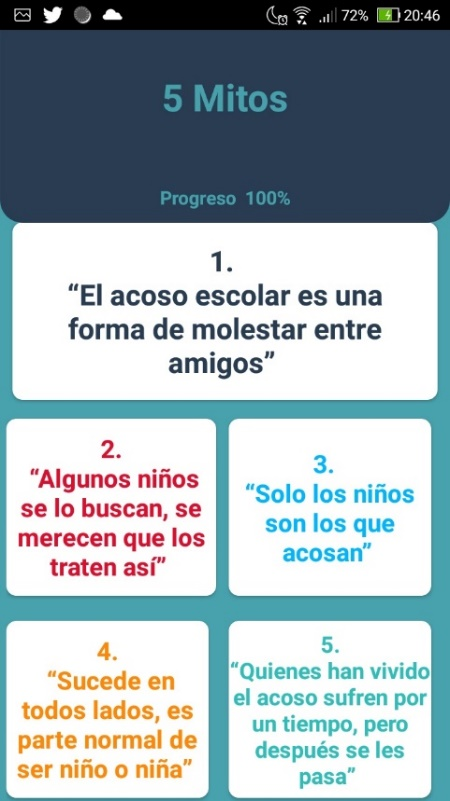 72% 20:46
5 Mitos
Progreso 100%
1.
“El acoso escolar es una
forma de molestar entre
amigos”
2.
“Algunos niños
se lo buscan, se
merecen que los
traten así”
3.
“Solo los niños
son los que
acosan”
4.
“Sucede en
todos lados, es
parte normal de
ser niño o niña”
5.
“Quienes han vivido
el acoso sufren por
un tiempo, pero
después se les
pasa”